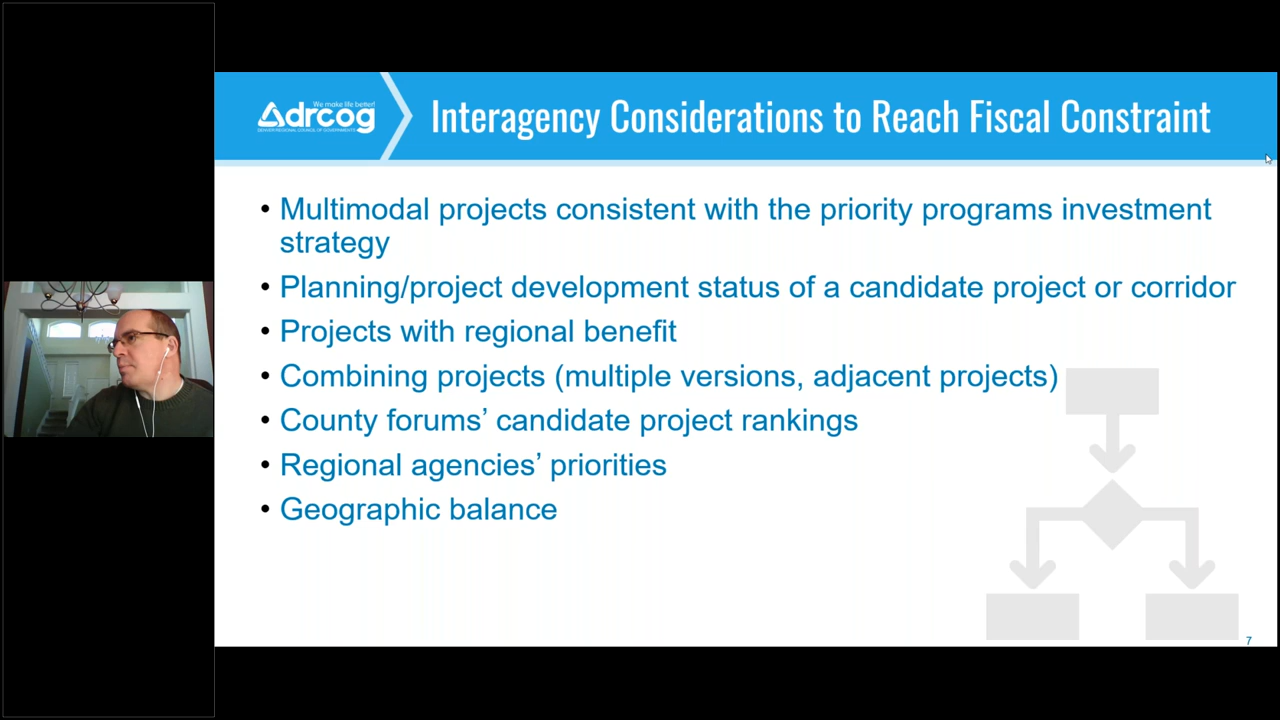 We make life better!
drcog
DENVER REGIONAL COUNCIL OF GOVERNMENTS
Interagency Considerations to Reach Fiscal Constraint
• Multimodal projects consistent with the priority programs investment
strategy
• Planning/project development status of a candidate project or corridor
• Projects with regional benefit
• Combining projects (multiple versions, adjacent projects)
• County forums’ candidate project rankings
• Regional agencies’ priorities
• Geographic balance
7